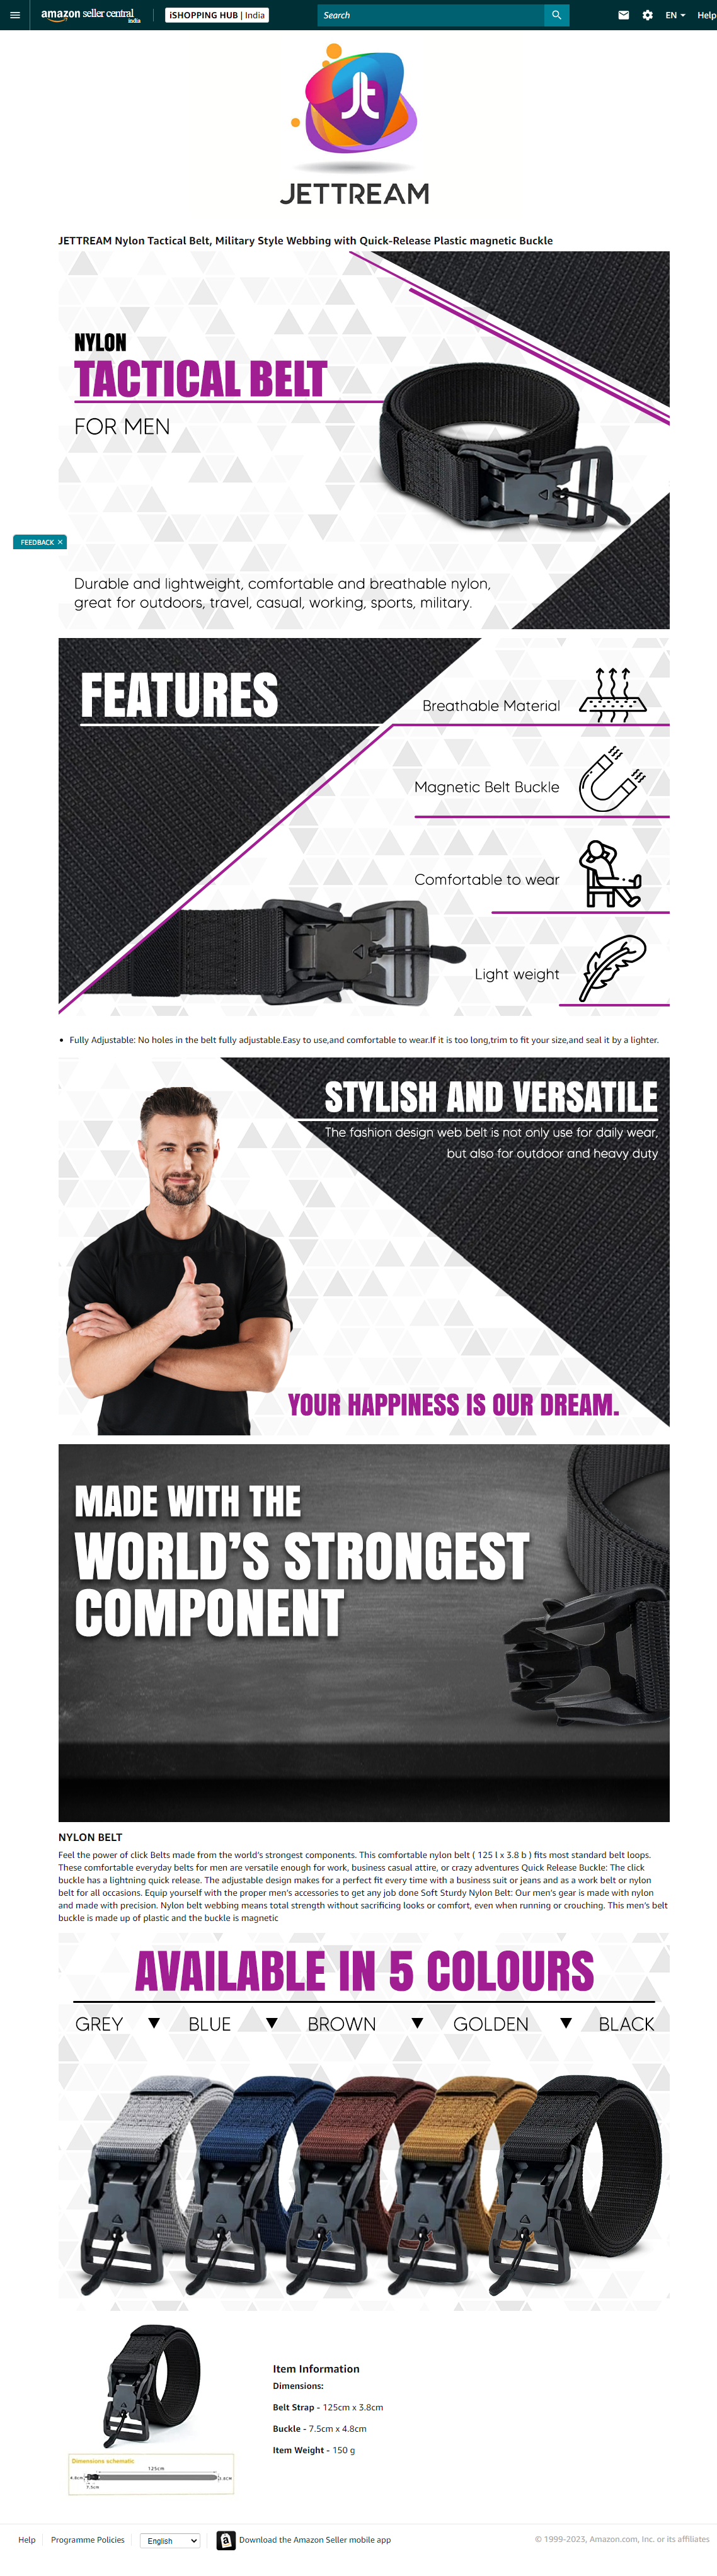 amazon seller central
india
iSHOPPING HUB | India
Search
EN
Help
Jt
JETTREAM
JETTREAM Nylon Tactical Belt, Military Style Webbing with Quick-Release Plastic magnetic Buckle
NYLON
TACTICAL BELT
FOR MEN
FEEDBACK ×
Durable and lightweight, comfortable and breathable nylon,
great for outdoors, travel, casual, working, sports, military.
FEATURES
Breathable Material
Magnetic Belt Buckle
Comfortable to wear
Light weight
• Fully Adjustable: No holes in the belt fully adjustable.Easy to use,and comfortable to wear.If it is too long,trim to fit your size,and seal it by a lighter.
STYLISH AND VERSATILE
The fashion design web belt is not only use for daily wear,
but also for outdoor and heavy duty
YOUR HAPPINESS IS OUR DREAM.
MADE WITH THE
WORLD'S STRONGEST
COMPONENT
NYLON BELT
Feel the power of click Belts made from the world's strongest components. This comfortable nylon belt ( 125 l x 3.8 b ) fits most standard belt loops.
These comfortable everyday belts for men are versatile enough for work, business casual attire, or crazy adventures Quick Release Buckle: The click
buckle has a lightning quick release. The adjustable design makes for a perfect fit every time with a business suit or jeans and as a work belt or nylon
belt for all occasions. Equip yourself with the proper men's accessories to get any job done Soft Sturdy Nylon Belt: Our men's gear is made with nylon
and made with precision. Nylon belt webbing means total strength without sacrificing looks or comfort, even when running or crouching. This men's belt
buckle is made up of plastic and the buckle is magnetic
AVAILABLE IN 5 COLOURS
GREY ▼ BLUE ▼ BROWN ▼ GOLDEN ▼ BLACK
Item Information
Dimensions:
Belt Strap - 125cm x 3.8cm
Buckle - 7.5cm x 4.8cm
Item Weight - 150 g
Dimensions schematic
125cm
4.8cm
3.8CM
7.5cm
Help
Programme Policies
English
Download the Amazon Seller mobile app
© 1999-2023, Amazon.com, Inc. or its affiliates